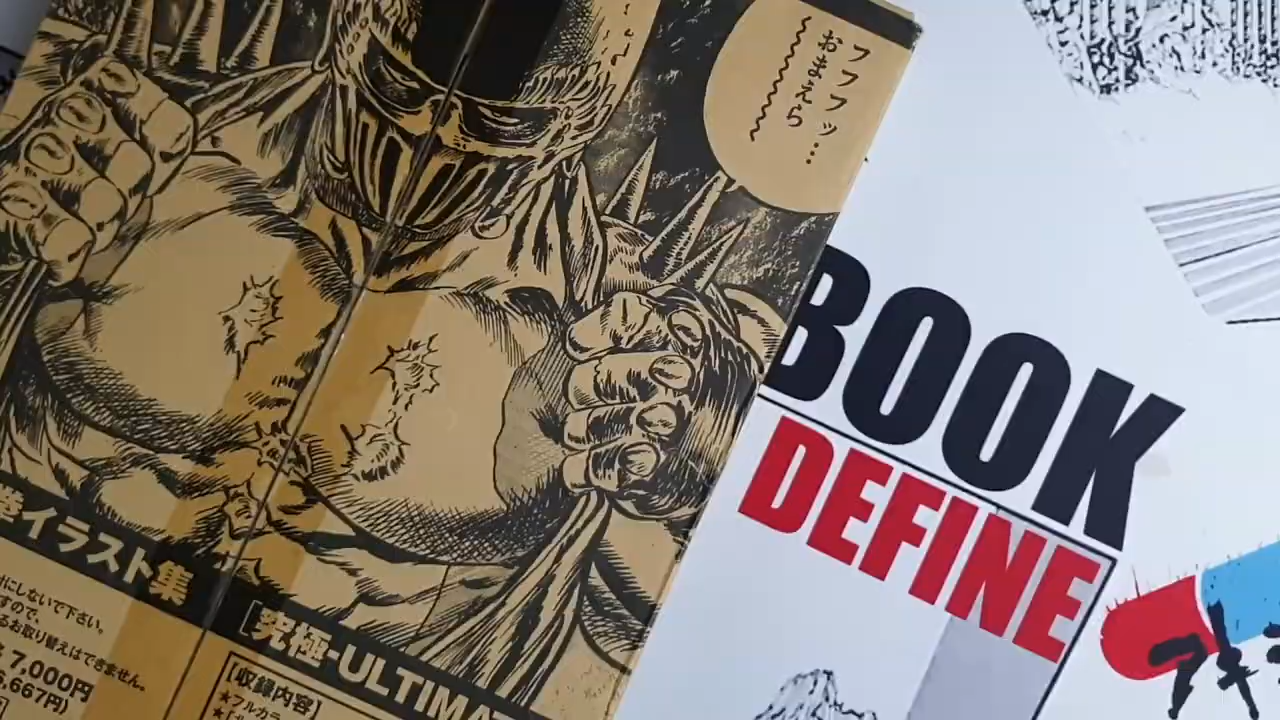 フフフッ…
おまえら
巻イラスト集
にしないで下さい。
すので、
るお取り替えはできません。
7,000円
6,667円)
[究極-ULTIMA
【収録内容】
★フルカラ
BOOK
DEFINE